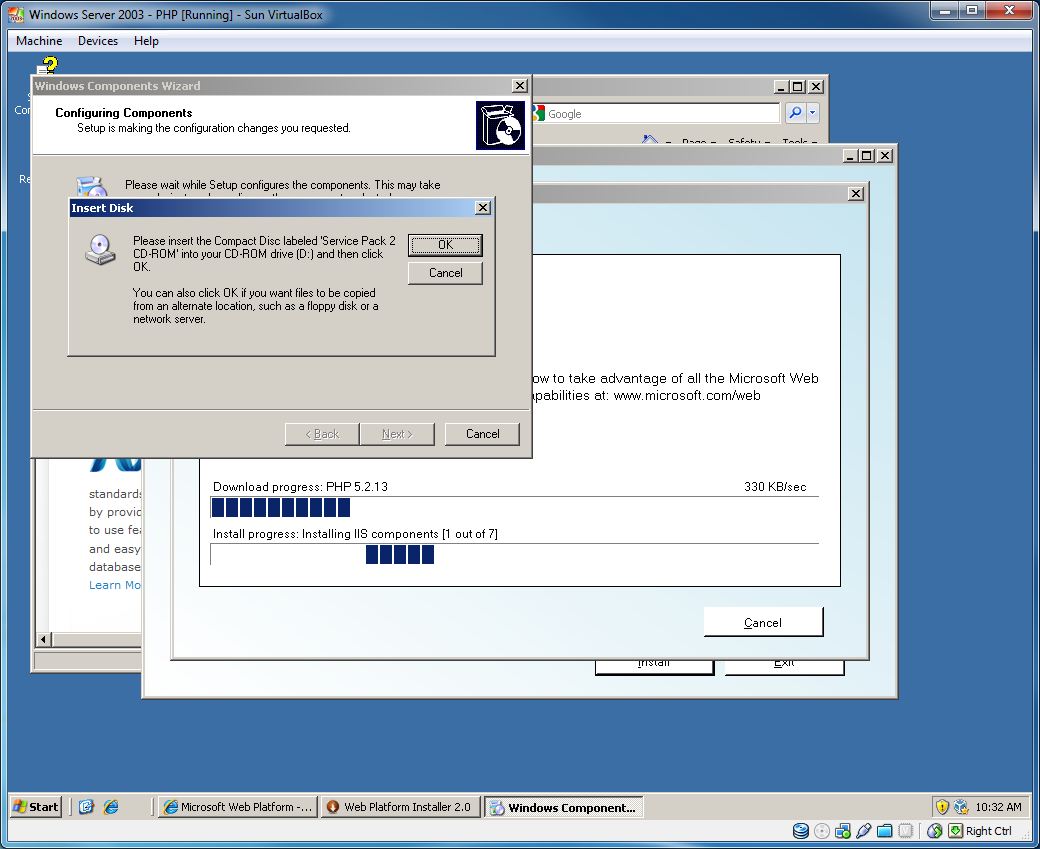 Windows Server 2003 - PHP [Running] - Sun VirtualBox
Machine Devices Help
Windows Components Wizard
Configuring Components
Setup is making the configuration changes you requested.
Google
Page Safety Tools
Please wait while Setup configures the components. This may take
Insert Disk
Please insert the Compact Disc labeled 'Service Pack 2
CD-ROM' into your CD-ROM drive (D:) and then click
OK.
You can also click OK if you want files to be copied
from an alternate location, such as a floppy disk or a
network server.
OK
Cancel
ow to take advantage of all the Microsoft Web
pabilities at: www.microsoft.com/web
< Back
Next >
Cancel
Download progress: PHP 5.2.13
330 KB/sec
Install progress: Installing IIS components [1 out of 7]
standards
by provid
to use fea
and easy
database
Learn Mo
Cancel
Install
Exit
Start
Microsoft Web Platform -...
Web Platform Installer 2.0
Windows Component...
10:32 AM
Right Ctrl